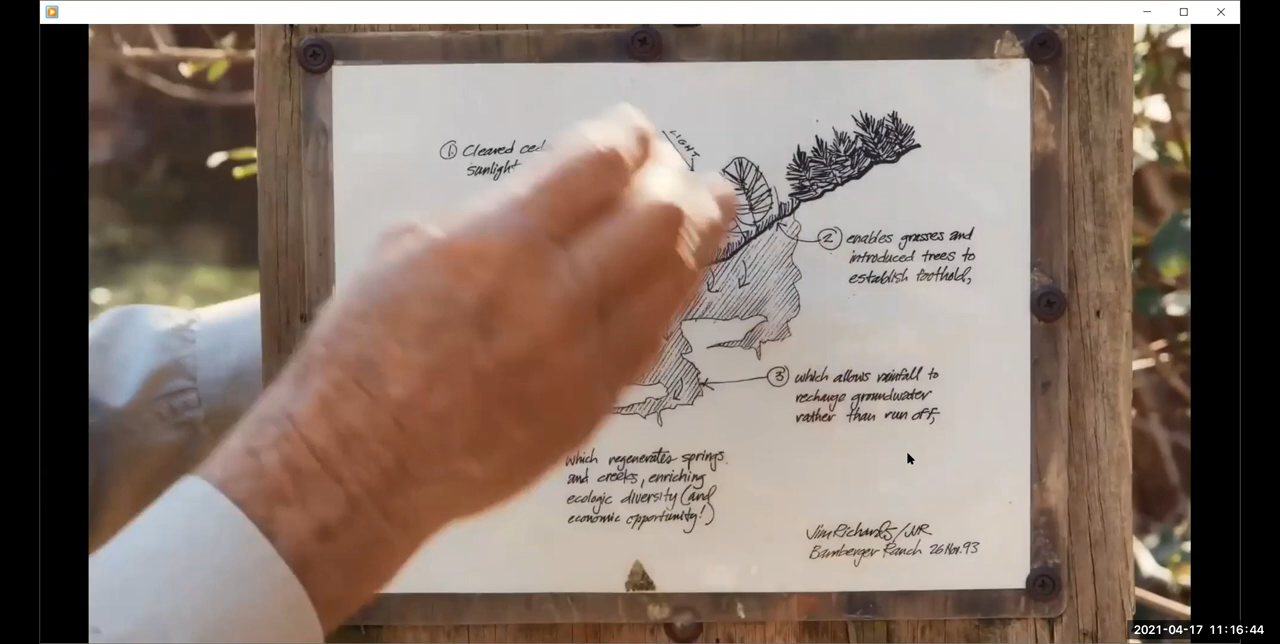 ① Cleared
sunlight
LIGHT
② enables grasses and
introduced trees to
establish foothold,
③ which allows rainfall to
recharge groundwater
rather than run off,
which regenerates springs
and creeks, enriching
ecologic diversity (and
economic opportunity!)
Jim Richards/JJR
Bamberger Ranch 26 Nov. 93
2021-04-17 11:16:44